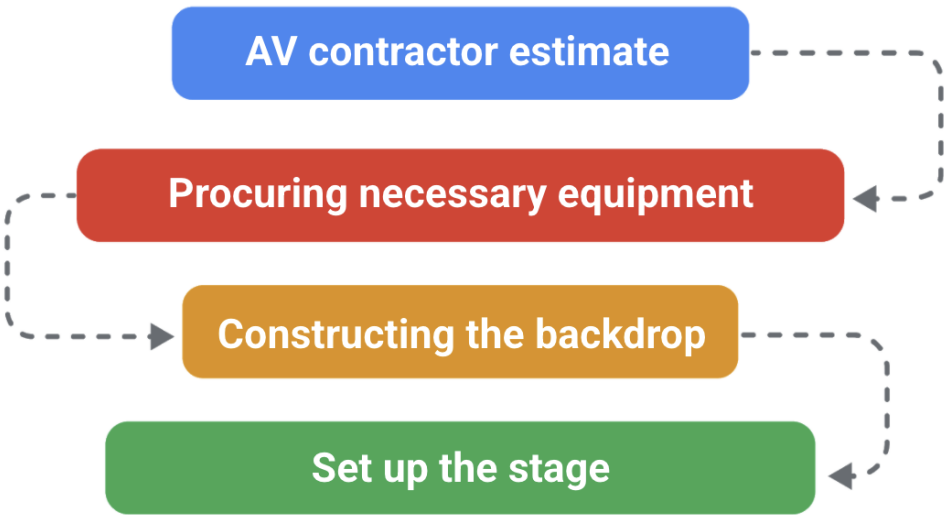 AV contractor estimate
Procuring necessary equipment
Constructing the backdrop
Set up the stage